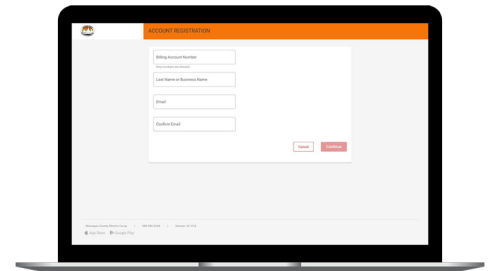 ACCOUNT REGISTRATION
Billing Account Number
Last Name or Business Name
Email
Confirm Email
Cancel Continue
App Store Google Play